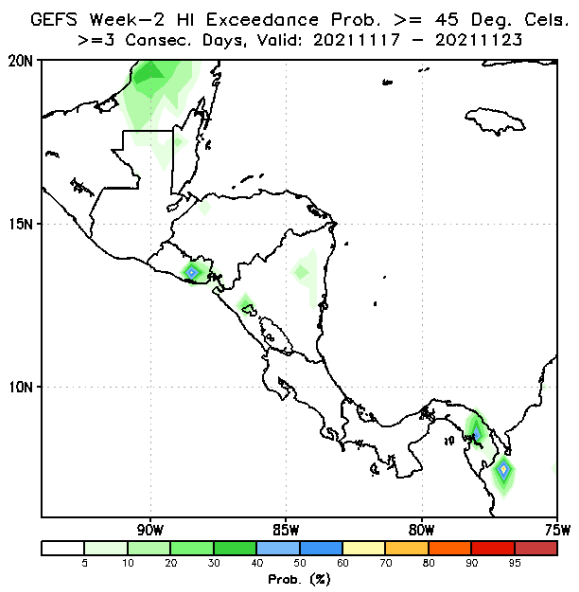 GEFS Week-2 HI Exceedance Prob. >= 45 Deg. Cels.
>=3 Consec. Days, Valid: 20211117 - 20211123
20N
15N
10N
90W 85W 80W 75W
5 10 20 30 40 50 60 70 80 90 95
Prob. (%)